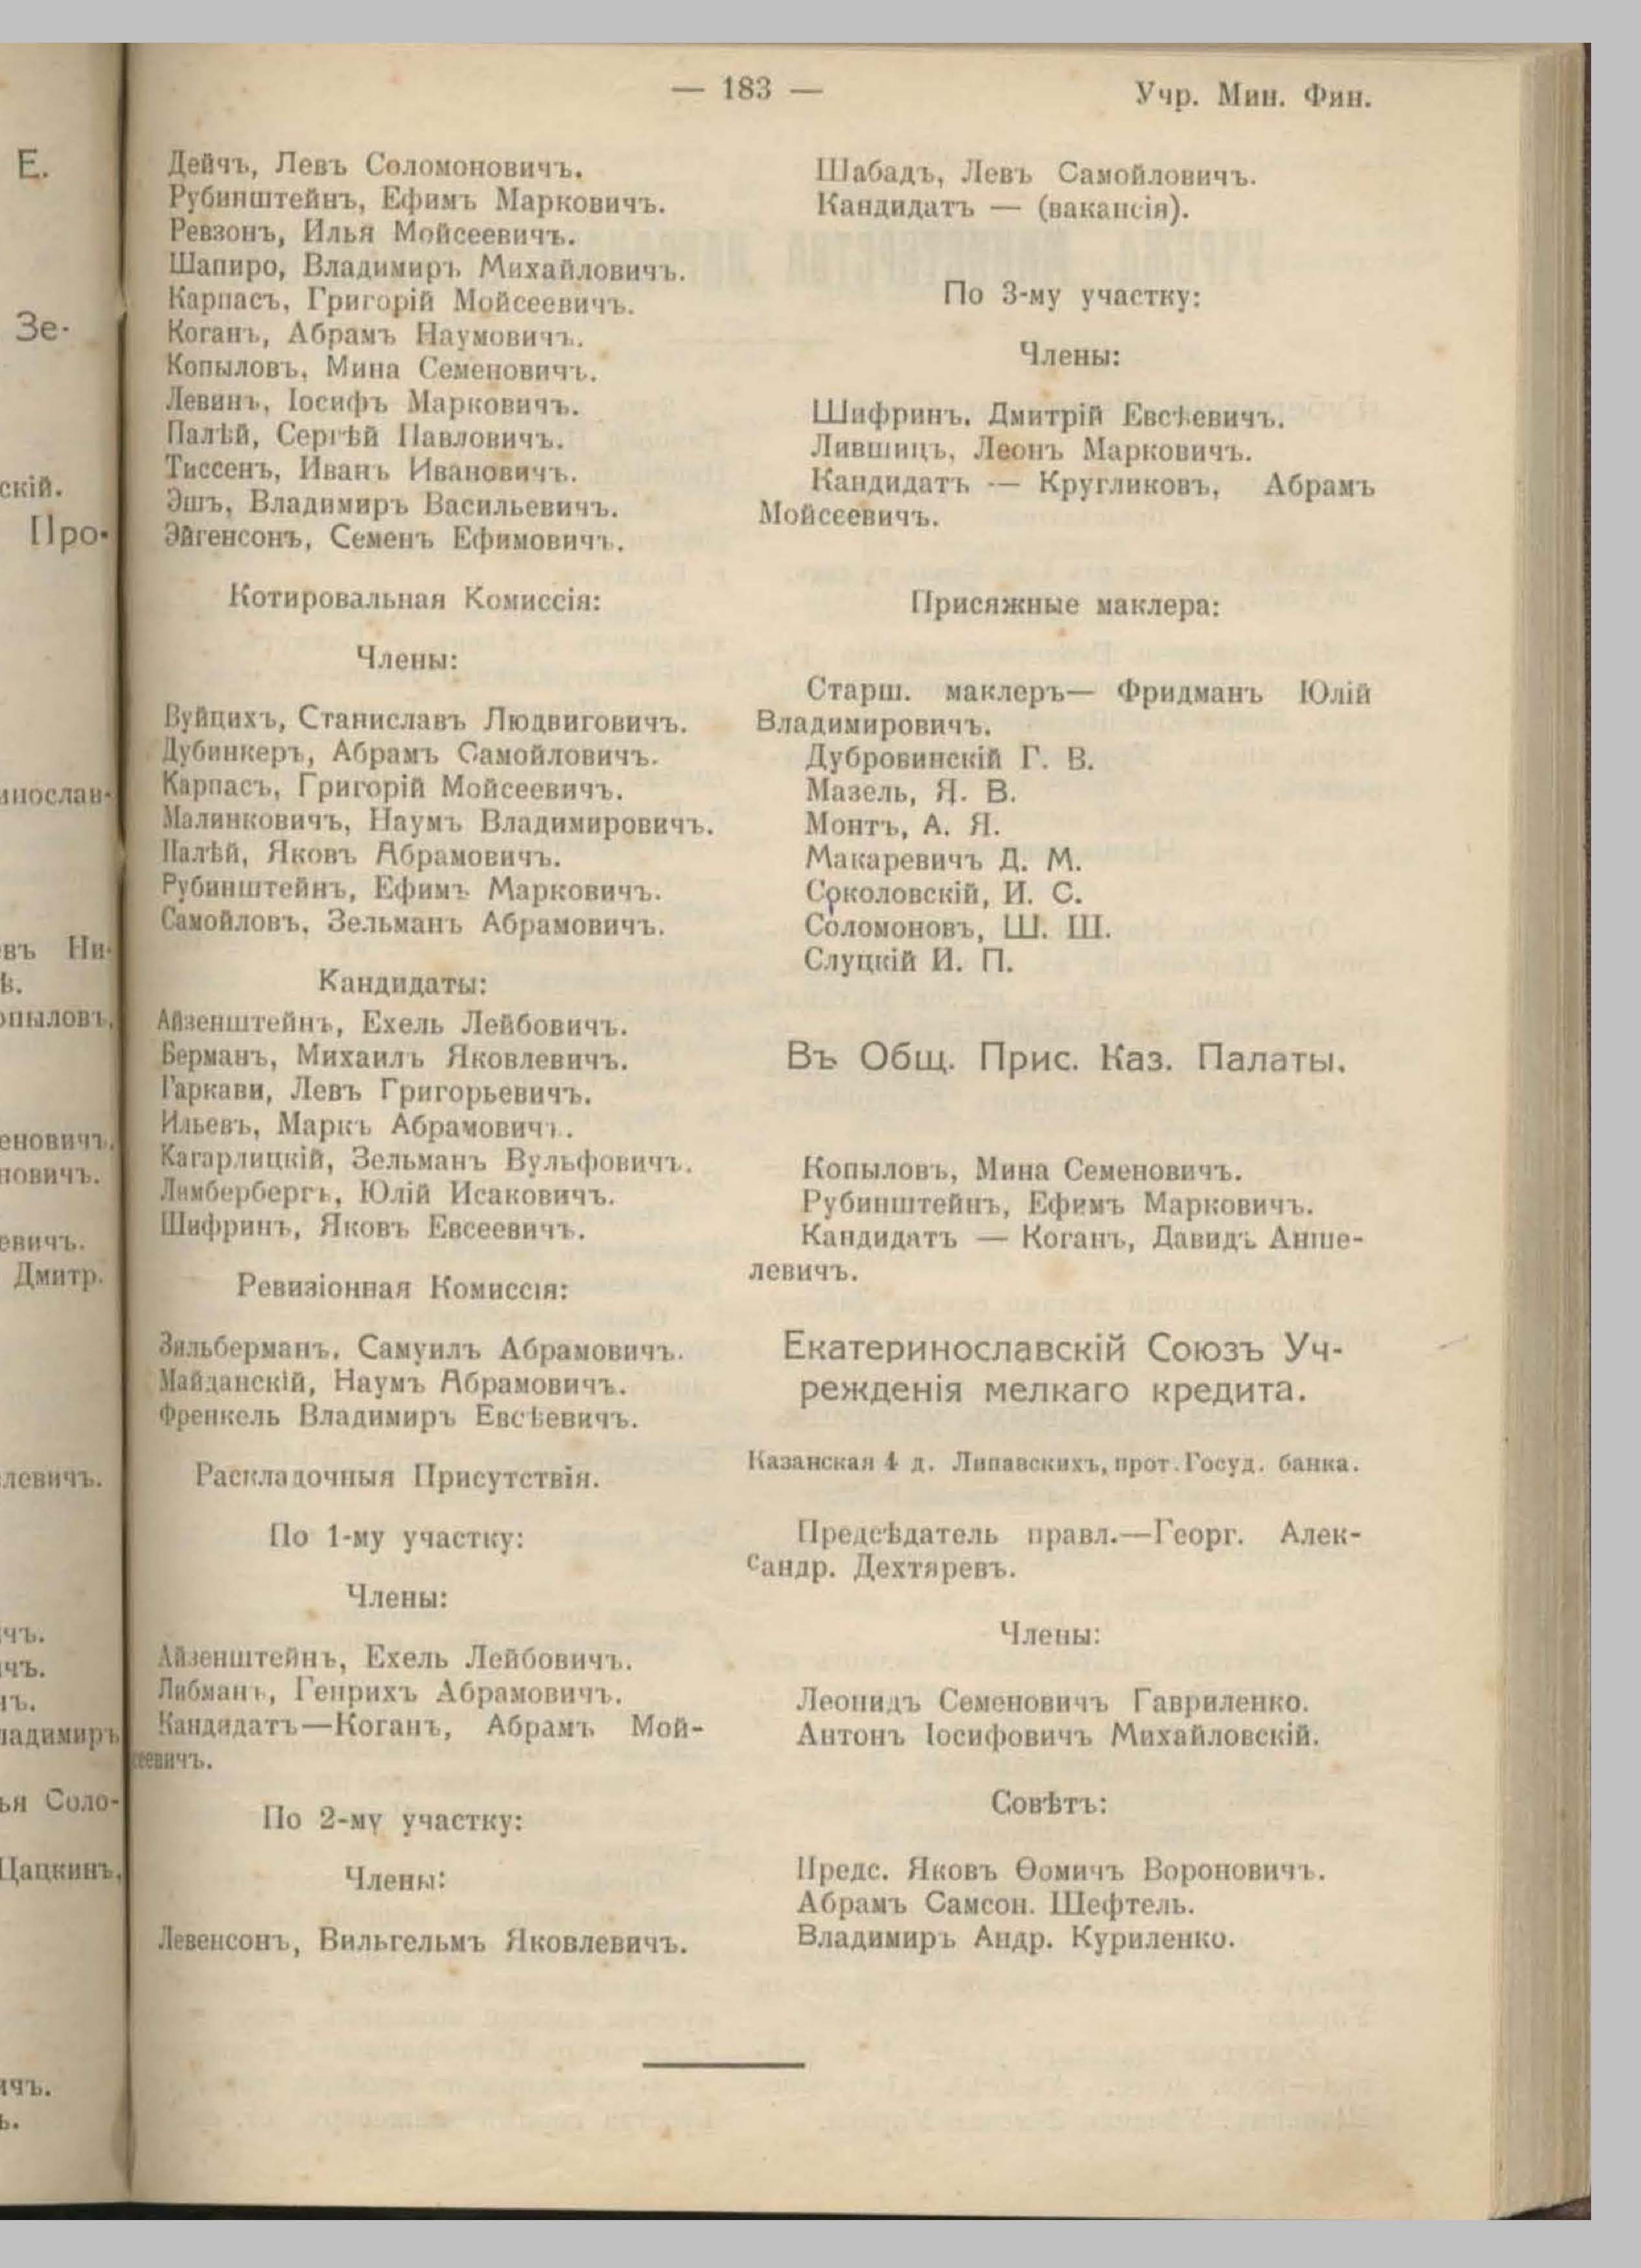 — 183 —
Учр. Мин. Фин.
Дейчъ, Левъ Соломоновичъ.
Рубинштейнъ, Ефимъ Марковичъ.
Ревзонъ, Илья Мойсеевичъ.
Шапиро, Владимиръ Михайловичъ.
Карпасъ, Григорій Мойсеевичъ.
Коганъ, Абрамъ Наумовичъ.
Копыловъ, Мина Семеновичъ.
Левинъ, Іосифъ Марковичъ.
Палѣй, Сергѣй Павловичъ.
Тиссенъ, Иванъ Ивановичъ.
Эшъ, Владимиръ Васильевичъ.
Эйгенсонъ, Семенъ Ефимовичъ.
Котировальная Комиссія:
Члены:
Вуйцихъ, Станиславъ Людвиговичъ.
Дубинкеръ, Абрамъ Самойловичъ.
Карпасъ, Григорій Мойсеевичъ.
Малинковичъ, Наумъ Владимировичъ.
Палѣй, Яковъ Абрамовичъ.
Рубинштейнъ, Ефимъ Марковичъ.
Самойловъ, Зельманъ Абрамовичъ.
Кандидаты:
Айзенштейнъ, Ехель Лейбовичъ.
Берманъ, Михаилъ Яковлевичъ.
Гаркави, Левъ Григорьевичъ.
Ильевъ, Маркъ Абрамовичъ.
Кагарлицкій, Зельманъ Вульфовичъ.
Лимбербергъ, Юлій Исаковичъ.
Шифринъ, Яковъ Евсеевичъ.
Ревизіонная Комиссія:
Зильберманъ, Самуилъ Абрамовичъ.
Майданскій, Наумъ Абрамовичъ.
Френкель Владимиръ Евсѣевичъ.
Раскладочныя Присутствія.
По 1-му участку:
Члены:
Айзенштейнъ, Ехель Лейбовичъ.
Либманъ, Генрихъ Абрамовичъ.
Кандидатъ—Коганъ, Абрамъ Мой-
сеевичъ.
По 2-му участку:
Члены:
Левенсонъ, Вильгельмъ Яковлевичъ.
Шабадъ, Левъ Самойловичъ.
Кандидатъ — (вакансія).
По 3-му участку:
Члены:
Шифринъ, Дмитрій Евсѣевичъ.
Лившицъ, Леонъ Марковичъ.
Кандидатъ — Кругликовъ, Абрамъ
Мойсеевичъ.
Присяжные маклера:
Старш. маклеръ— Фридманъ Юлій
Владимировичъ.
Дубровинскій Г. В.
Мазель, Я. В.
Монтъ, А. Я.
Макаревичъ Д. М.
Соколовскій, И. С.
Соломоновъ, Ш. Ш.
Слуцкій И. П.
Въ Общ. Прис. Каз. Палаты.
Копыловъ, Мина Семеновичъ.
Рубинштейнъ, Ефимъ Марковичъ.
Кандидатъ — Коганъ, Давидъ Анше-
левичъ.
Екатеринославскій Союзъ Уч-
режденія мелкаго кредита.
Казанская 4 д. Липавскихъ, прот. Госуд. банка.
Предсѣдатель правл.—Георг. Алек-
сандр. Дехтяревъ.
Члены:
Леонидъ Семеновичъ Гавриленко.
Антонъ Іосифовичъ Михайловскій.
Совѣтъ:
Предс. Яковъ Ѳомичъ Вороновичъ.
Абрамъ Самсон. Шефтель.
Владимиръ Андр. Куриленко.